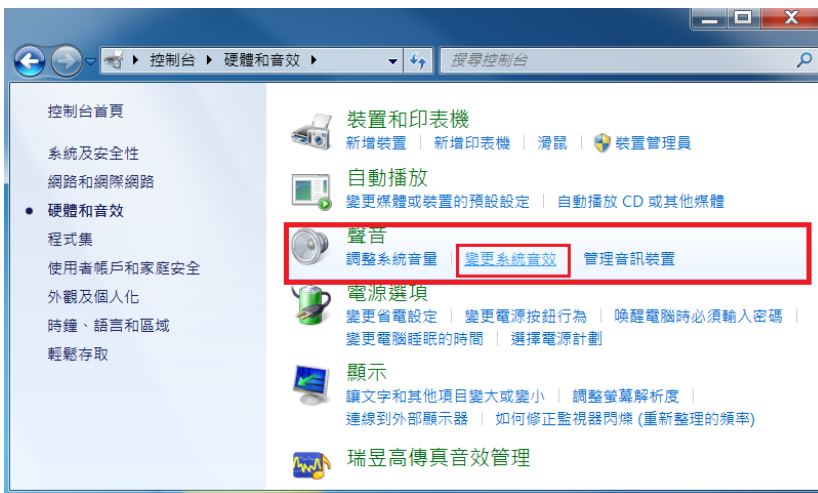 控制台 硬體和音效
搜尋控制台
控制台首頁
系統及安全性
網路和網際網路
硬體和音效
程式集
使用者帳戶和家庭安全
外觀及個人化
時鐘、語言和區域
輕鬆存取
裝置和印表機
新增裝置 新增印表機 滑鼠 裝置管理員
自動播放
變更媒體或裝置的預設設定 自動播放 CD 或其他媒體
聲音
調整系統音量 變更系統音效 管理音訊裝置
電源選項
變更省電設定 變更電源按鈕行為 喚醒電腦時必須輸入密碼
變更電腦睡眠的時間 選擇電源計劃
顯示
讓文字和其他項目變大或變小 調整螢幕解析度
連線到外部顯示器 如何修正監視器閃爍 (重新整理的頻率)
瑞昱高傳真音效管理